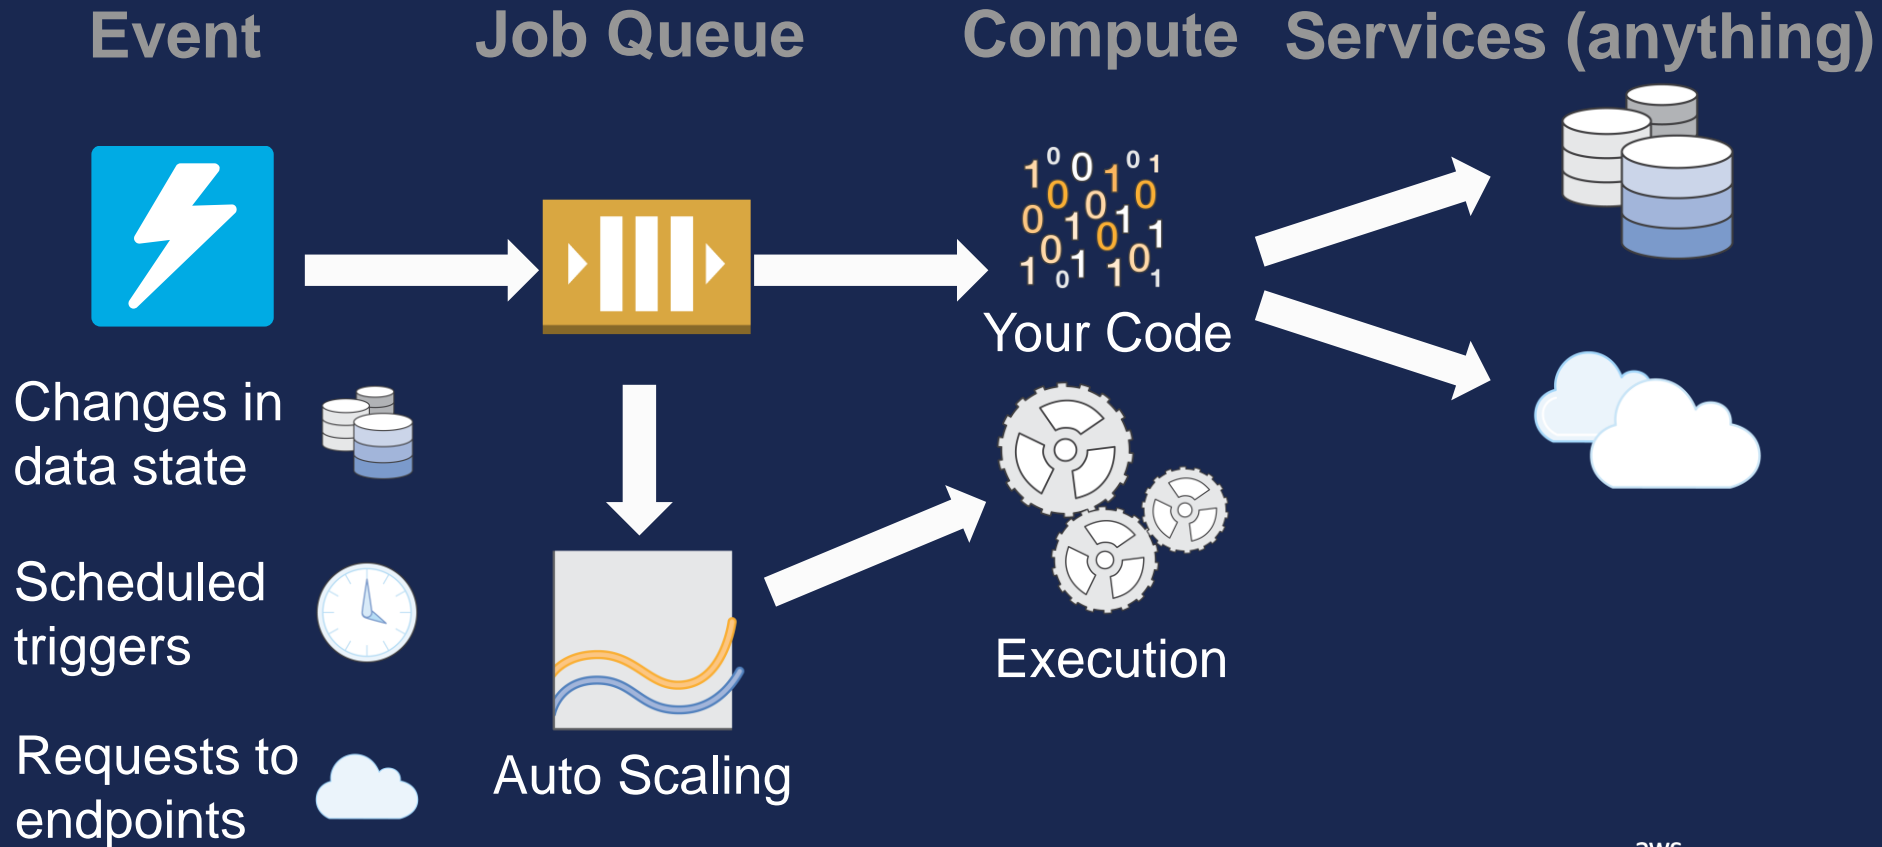 Event
Job Queue
Compute
Services (anything)
Your Code
Changes in
data state
Scheduled
triggers
Execution
Requests to
endpoints
Auto Scaling
aws